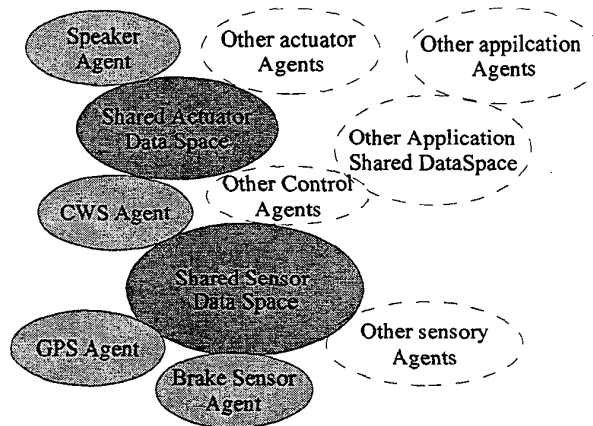 Speaker
Agent
Other actuator
Agents
Other appilcation
Agents
Shared Actuator
Data Space
Other Application
Shared DataSpace
CWS Agent
Other Control
Agents
Shared Sensor
Data Space
GPS Agent
Other sensory
Agents
Brake Sensor
Agent